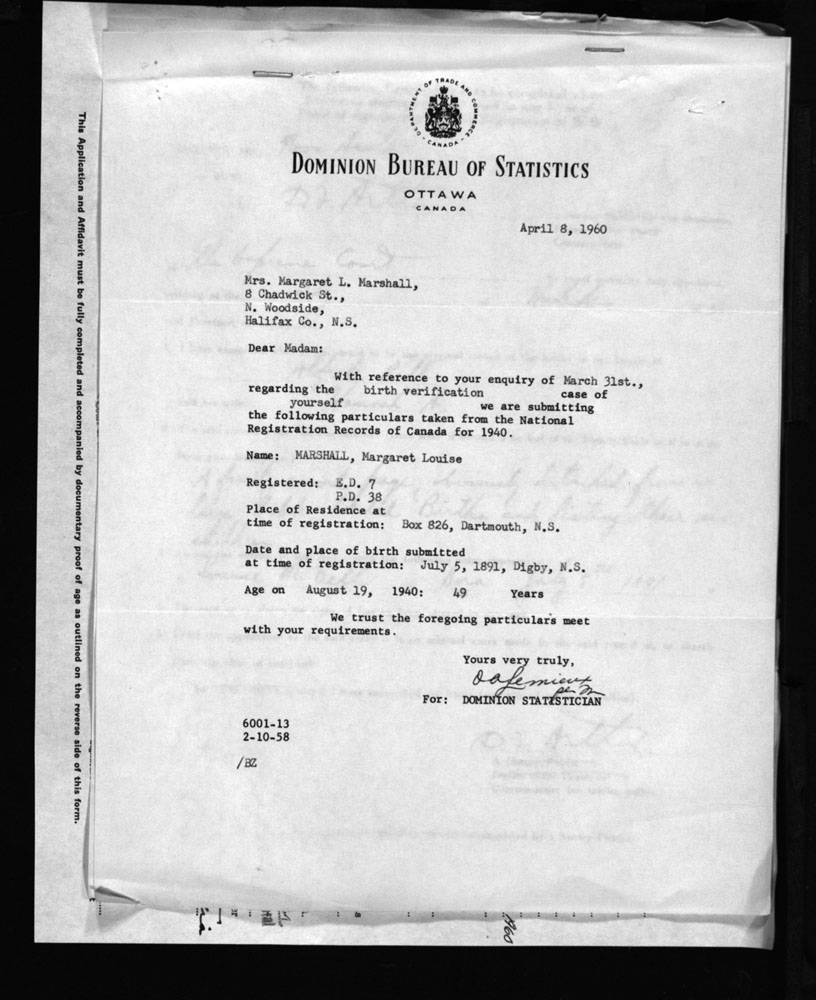 DEPARTMENT OF TRADE AND COMMERCE
CANADA
DOMINION BUREAU OF STATISTICS
OTTAWA
CANADA
April 8, 1960
Mrs. Margaret L. Marshall,
8 Chadwick St.,
N. Woodside,
Halifax Co., N.S.
Dear Madam:
With reference to your enquiry of March 31st.,
regarding the birth verification case of
yourself we are submitting
the following particulars taken from the National
Registration Records of Canada for 1940.
Name: MARSHALL, Margaret Louise
Registered: E.D. 7
P.D. 38
Place of Residence at
time of registration: Box 826, Dartmouth, N.S.
Date and place of birth submitted
at time of registration: July 5, 1891, Digby, N.S.
Age on August 19, 1940: 49 Years
We trust the foregoing particulars meet
with your requirements.
Yours very truly,
For: DOMINION STATISTICIAN
6001-13
2-10-58
/BZ
This Application and Affidavit must be fully completed and accompanied by documentary proof of age as outlined on the reverse side of this form.
1960